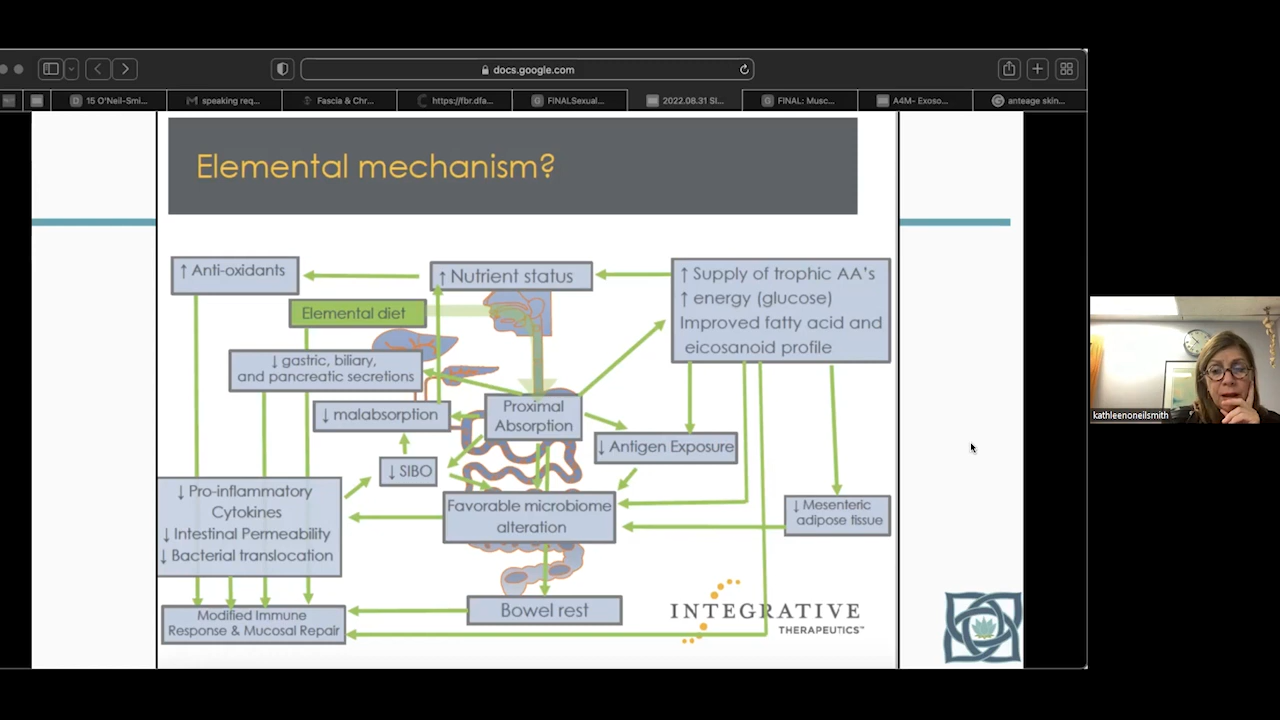 docs.google.com
15 O'Neil-Smi...
speaking req...
Fascia & Chr...
https://fbr.dfa...
FINALSexual...
2022.08.31 SI...
FINAL: Musc...
A4M- Exoso...
anteage skin...
Elemental mechanism?
↑ Anti-oxidants
↑ Nutrient status
↑ Supply of trophic AA's
↑ energy (glucose)
Improved fatty acid and
eicosanoid profile
Elemental diet
↓ gastric, biliary,
and pancreatic secretions
↓ malabsorption
Proximal
Absorption
↓ Antigen Exposure
↓ SIBO
↓ Pro-inflammatory
Cytokines
↓ Intestinal Permeability
↓ Bacterial translocation
Favorable microbiome
alteration
↓ Mesenteric
adipose tissue
Modified Immune
Response & Mucosal Repair
Bowel rest
INTEGRATIVE
THERAPEUTICS™
kathleenoneilsmith